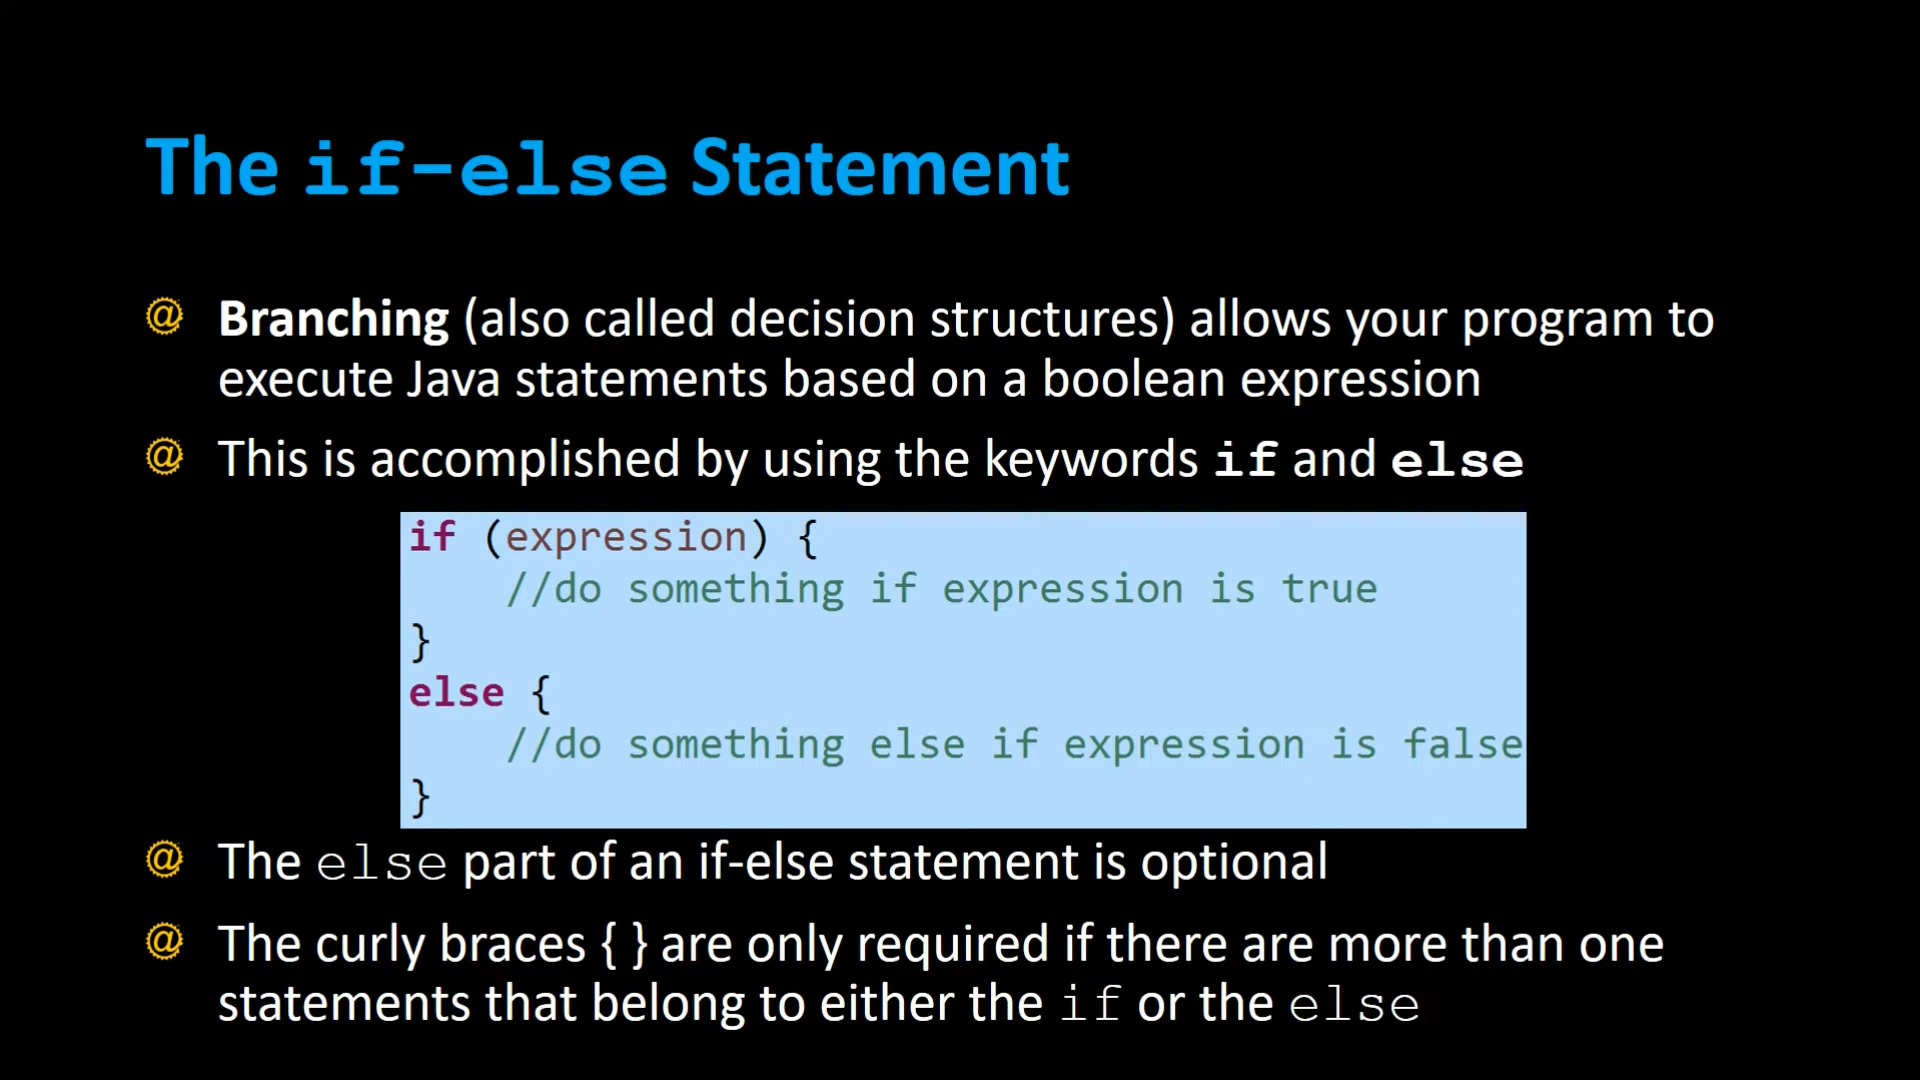 The if-else Statement
@ Branching (also called decision structures) allows your program to
execute Java statements based on a boolean expression
@ This is accomplished by using the keywords if and else
if (expression) {
    //do something if expression is true
}
else {
    //do something else if expression is false
}
@ The else part of an if-else statement is optional
@ The curly braces { } are only required if there are more than one
statements that belong to either the if or the else